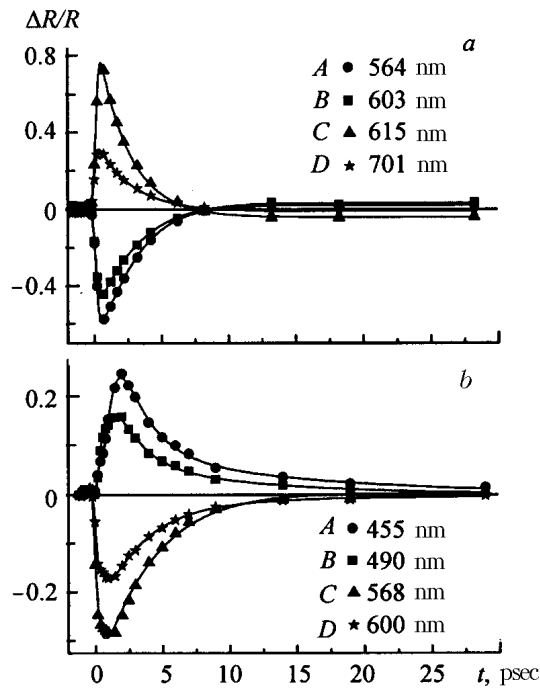 ΔR/R
a
0.8
A ● 564 nm
B ■ 603 nm
0.4
C ▲ 615 nm
D ★ 701 nm
0
−0.4
b
0.2
0
A ● 455 nm
B ■ 490 nm
−0.2
C ▲ 568 nm
D ★ 600 nm
0 5 10 15 20 25 t, psec